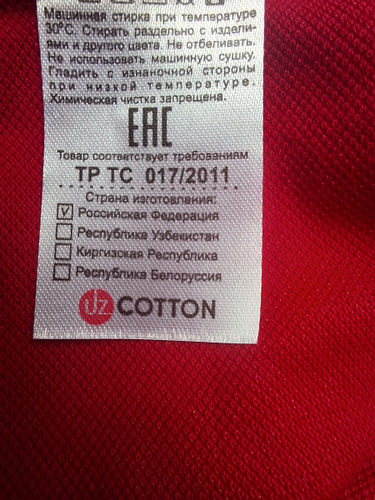 Машинная стирка при температуре
30°С. Стирать раздельно с издели-
ями и другого цвета. Не отбеливать.
Не использовать машинную сушку.
Гладить с изнаночной стороны
при низкой температуре.
Химическая чистка запрещена.
ЕАС
Товар соответствует требованиям
ТР ТС 017/2011
Страна изготовления:
V Российская Федерация
Республика Узбекистан
Киргизская Республика
Республика Белоруссия
Uz COTTON